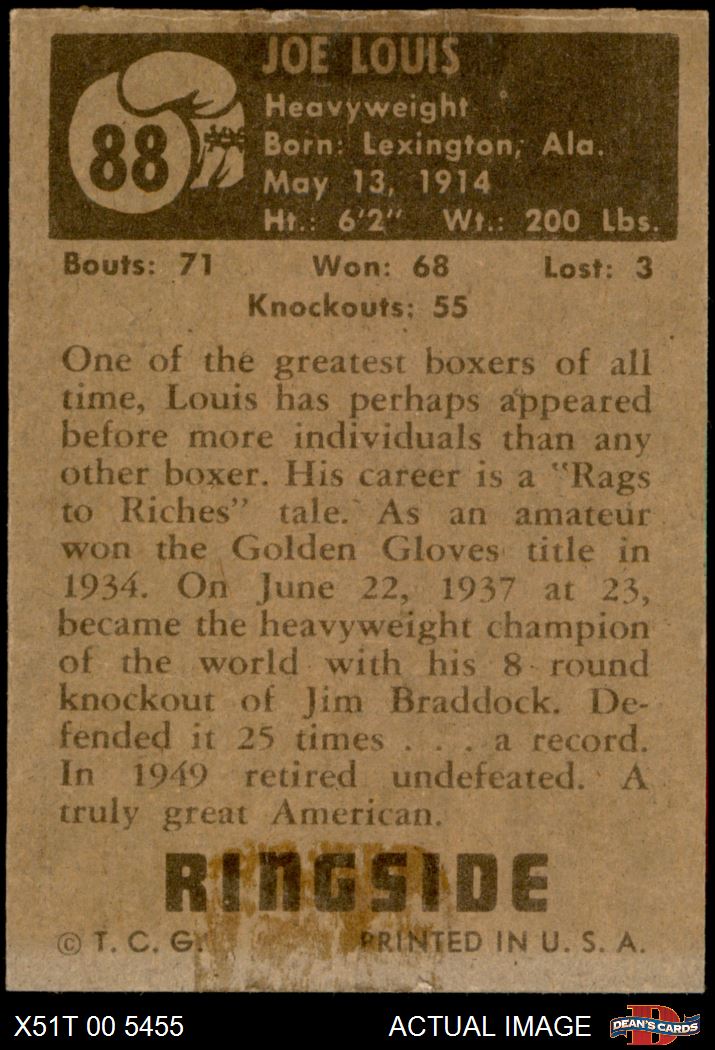 JOE LOUIS
88
Heavyweight
Born: Lexington, Ala.
May 13, 1914
Ht.: 6'2" Wt.: 200 Lbs.
Bouts: 71 Won: 68 Lost: 3
Knockouts: 55
One of the greatest boxers of all
time, Louis has perhaps appeared
before more individuals than any
other boxer. His career is a "Rags
to Riches" tale. As an amateur
won the Golden Gloves title in
1934. On June 22, 1937 at 23,
became the heavyweight champion
of the world with his 8 round
knockout of Jim Braddock. De-
fended it 25 times . . . a record.
In 1949 retired undefeated. A
truly great American.
RINGSIDE
© T. C. G. PRINTED IN U. S. A.
X51T 00 5455 ACTUAL IMAGE D DEAN'S CARDS